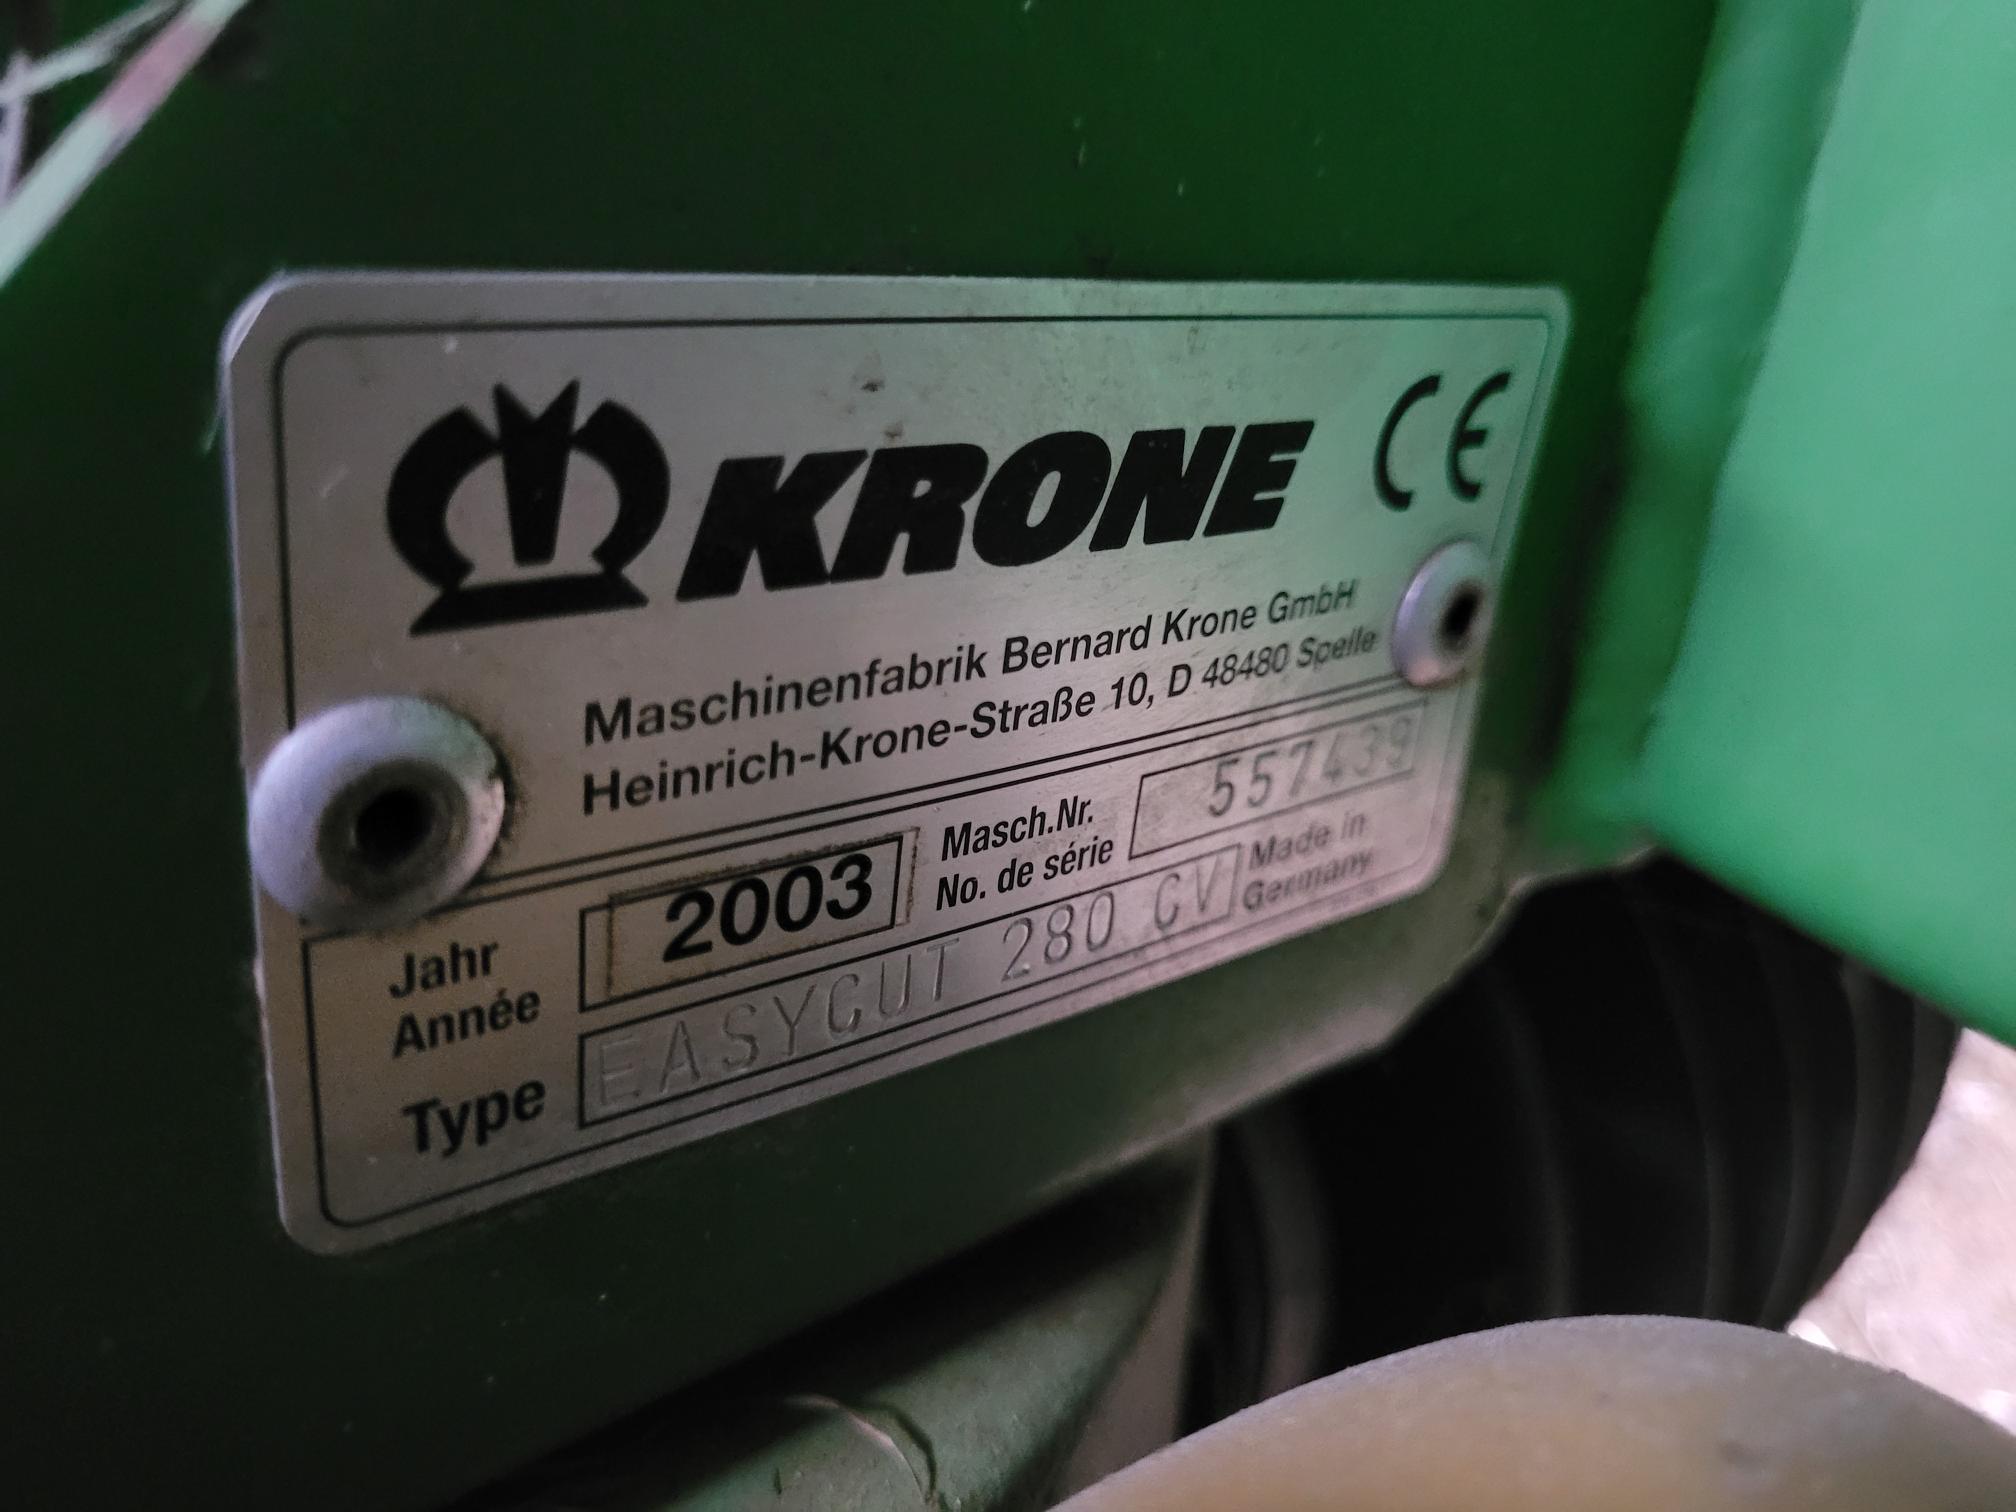 KRONE CE
Maschinenfabrik Bernard Krone GmbH
Heinrich-Krone-Straße 10, D 48480 Spelle
Jahr
Année
2003
Masch.Nr.
No. de série
557439
Type
EASYCUT 280 CV
Made in
Germany